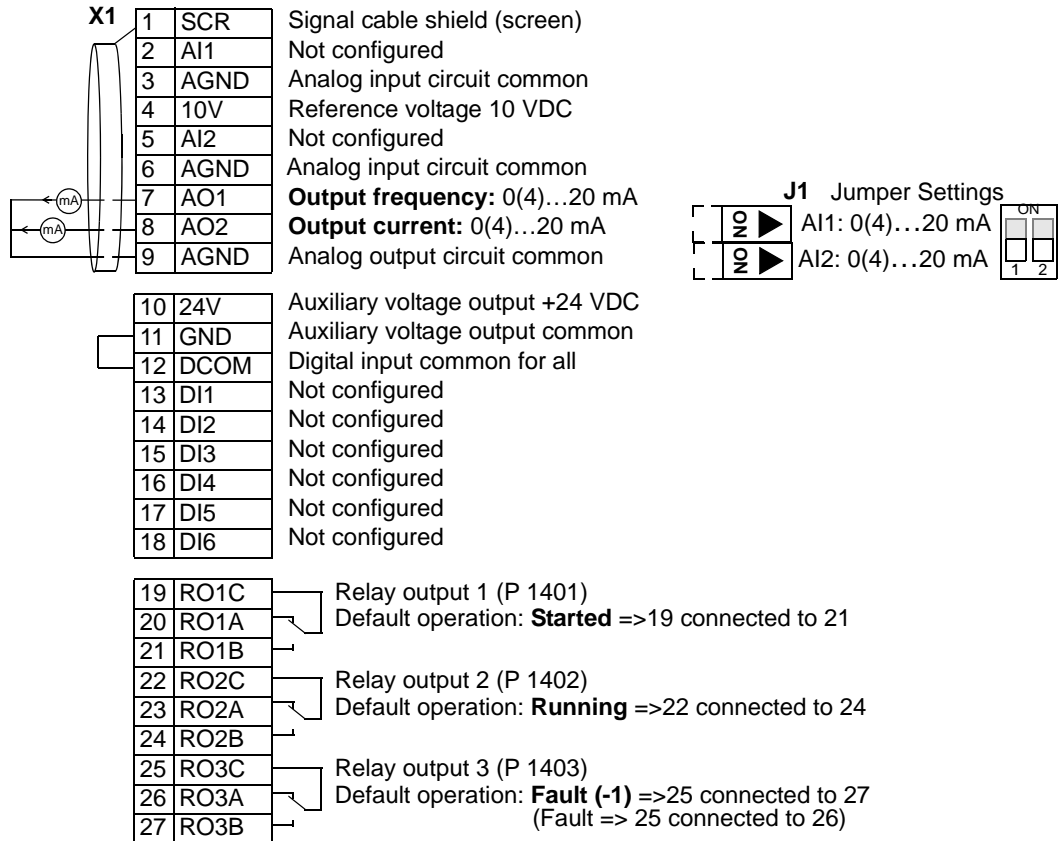 X1
1 SCR Signal cable shield (screen)
2 AI1 Not configured
3 AGND Analog input circuit common
4 10V Reference voltage 10 VDC
5 AI2 Not configured
6 AGND Analog input circuit common
mA 7 AO1 Output frequency: 0(4)…20 mA
mA 8 AO2 Output current: 0(4)…20 mA
9 AGND Analog output circuit common
J1 Jumper Settings
ON AI1: 0(4)…20 mA
ON AI2: 0(4)…20 mA
ON
1 2
10 24V Auxiliary voltage output +24 VDC
11 GND Auxiliary voltage output common
12 DCOM Digital input common for all
13 DI1 Not configured
14 DI2 Not configured
15 DI3 Not configured
16 DI4 Not configured
17 DI5 Not configured
18 DI6 Not configured
19 RO1C Relay output 1 (P 1401)
20 RO1A Default operation: Started =>19 connected to 21
21 RO1B
22 RO2C Relay output 2 (P 1402)
23 RO2A Default operation: Running =>22 connected to 24
24 RO2B
25 RO3C Relay output 3 (P 1403)
26 RO3A Default operation: Fault (-1) =>25 connected to 27
27 RO3B (Fault => 25 connected to 26)